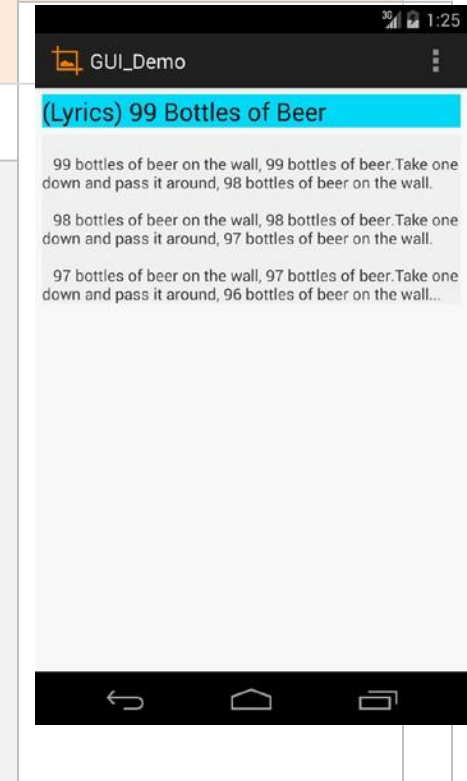 3G 1:25
GUI_Demo
(Lyrics) 99 Bottles of Beer
99 bottles of beer on the wall, 99 bottles of beer.Take one
down and pass it around, 98 bottles of beer on the wall.
98 bottles of beer on the wall, 98 bottles of beer.Take one
down and pass it around, 97 bottles of beer on the wall.
97 bottles of beer on the wall, 97 bottles of beer.Take one
down and pass it around, 96 bottles of beer on the wall...